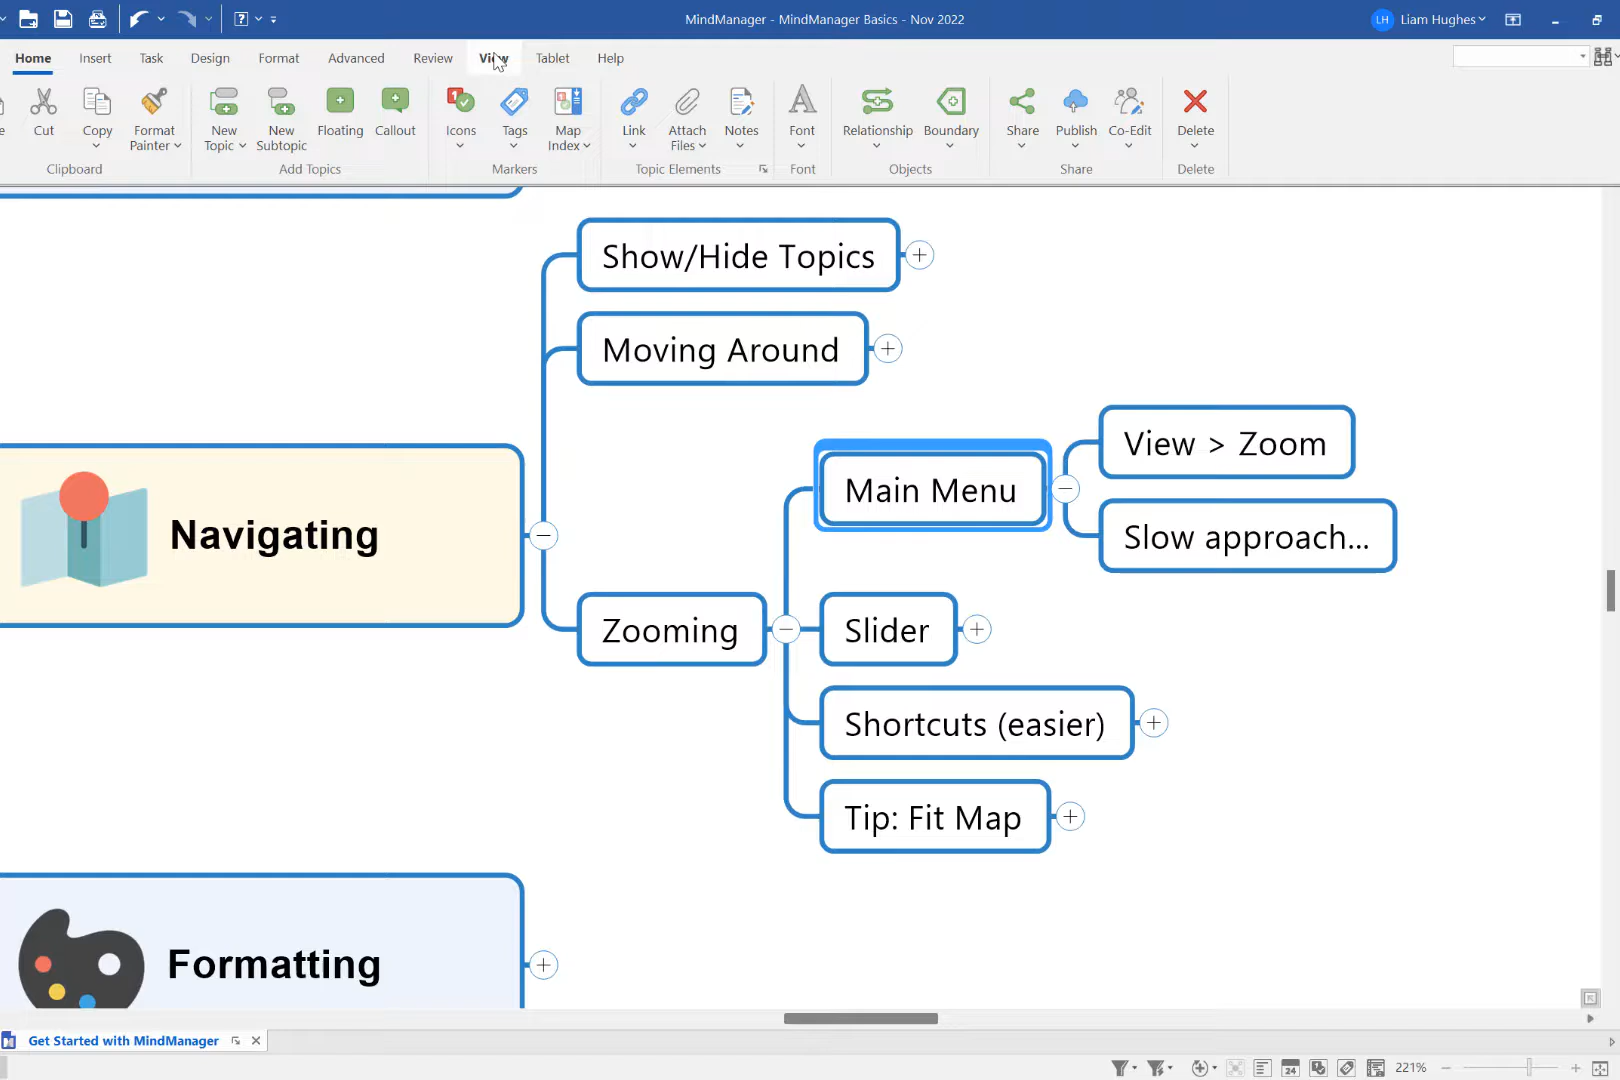 MindManager - MindManager Basics - Nov 2022
LH Liam Hughes
Home Insert Task Design Format Advanced Review View Tablet Help
Cut
Copy
Format Painter
New Topic
New Subtopic
Floating
Callout
Icons
Tags
Map Index
Link
Attach Files
Notes
Font
Relationship
Boundary
Share
Publish
Co-Edit
Delete
Clipboard Add Topics Markers Topic Elements Font Objects Share Delete
Show/Hide Topics
Moving Around
Navigating
Zooming
Main Menu
View > Zoom
Slow approach...
Slider
Shortcuts (easier)
Tip: Fit Map
Formatting
Get Started with MindManager
24
221%